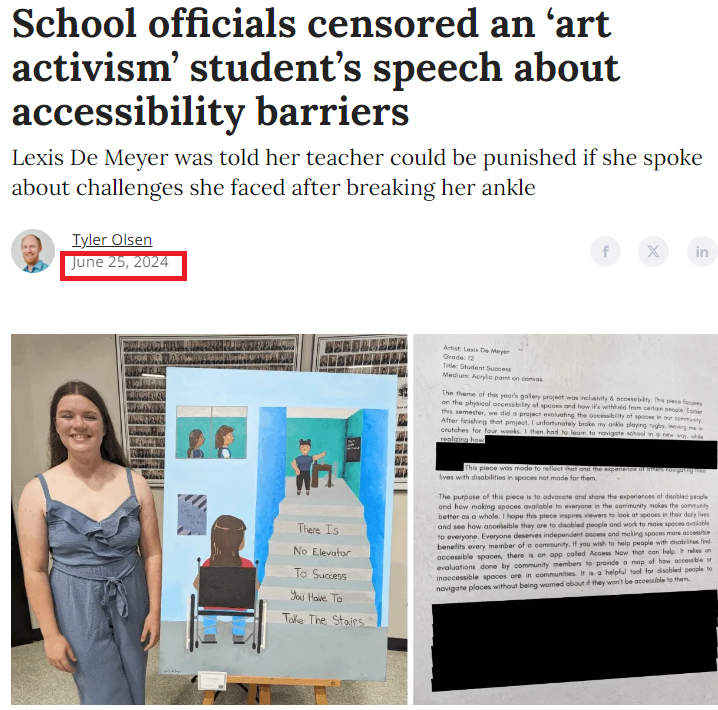 School officials censored an ‘art
activism’ student’s speech about
accessibility barriers
Lexis De Meyer was told her teacher could be punished if she spoke
about challenges she faced after breaking her ankle
Tyler Olsen
June 25, 2024
f X in
There Is
No Elevator
To Success
You Have To
Take The Stairs
Artist: Lexis De Meyer
Grade: 12
Title: Student Success
Medium: Acrylic paint on canvas
The theme of this year's gallery project was inclusivity & accessibility. This piece focuses
on the physical accessibility of spaces and how it's withheld from certain people. Earlier
this semester, we did a project evaluating the accessibility of spaces in our community.
After finishing that project, I unfortunately broke my ankle playing rugby, leaving me in
crutches for four weeks. I then had to learn to navigate school in a new way, while
realizing how
This piece was made to reflect that and the experience of others navigating their
lives with disabilities in spaces not made for them.
The purpose of this piece is to advocate and share the experiences of disabled people
and how making spaces available to everyone in the community makes the community
better as a whole. I hope this piece inspires viewers to look at spaces in their daily lives
and see how accessible they are to disabled people and work to make spaces available
to everyone. Everyone deserves independent access and making spaces more accessible
benefits every member of a community. If you wish to help people with disabilities find
accessible spaces, there is an app called Access Now that can help. It relies on
evaluations done by community members to provide a map of how accessible or
inaccessible spaces are in communities. It is a helpful tool for disabled people to
navigate places without being worried about if they won't be accessible to them.